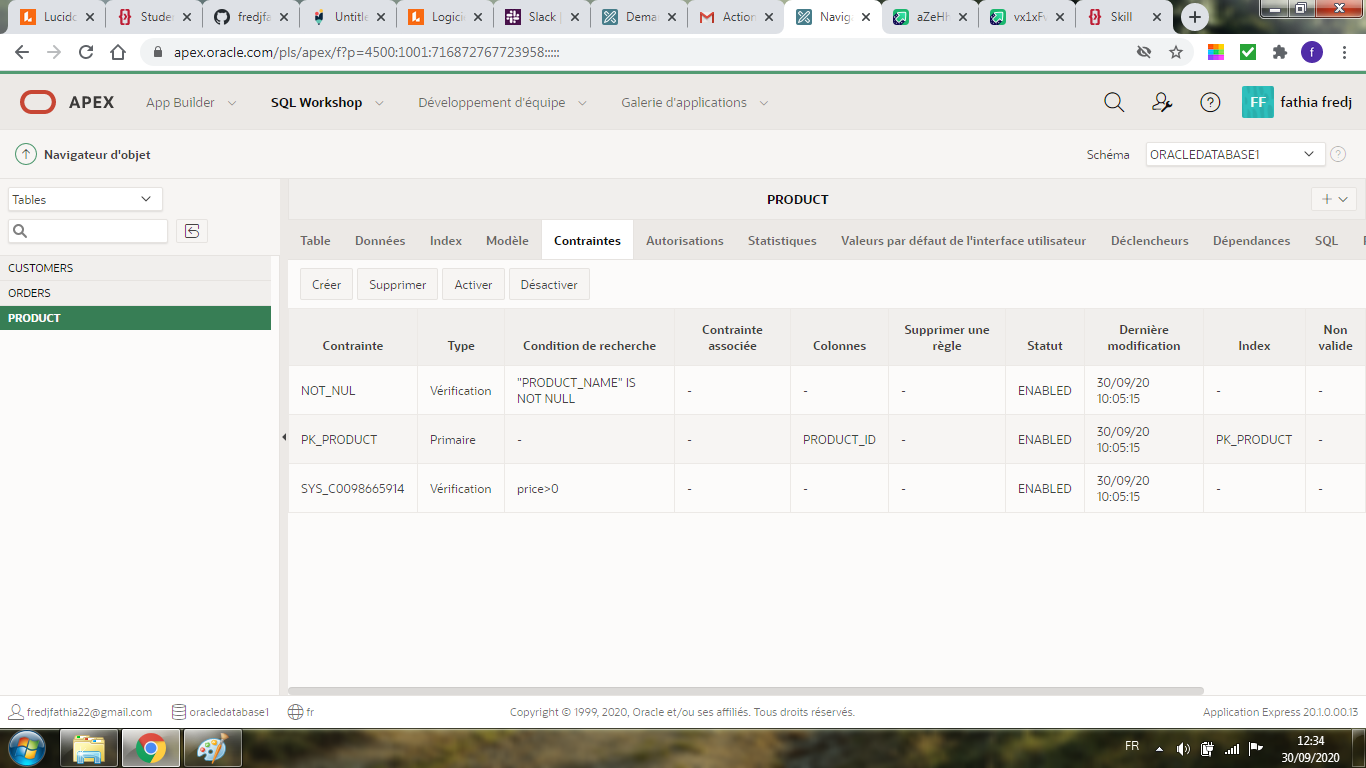 Lucidc
Studer
fredjfa
Untitle
Logici
Slack |
Dema
Action
Navig
aZeHh
vx1xFv
Skill
apex.oracle.com/pls/apex/f?p=4500:1001:716872767723958:::::
f
APEX
App Builder
SQL Workshop
Développement d'équipe
Galerie d'applications
FF
fathia fredj
Navigateur d'objet
Schéma
ORACLEDATABASE1
Tables
CUSTOMERS
ORDERS
PRODUCT
PRODUCT
Table Données Index Modèle Contraintes Autorisations Statistiques Valeurs par défaut de l'interface utilisateur Déclencheurs Dépendances SQL
Créer Supprimer Activer Désactiver
Contrainte Type Condition de recherche Contrainte associée Colonnes Supprimer une règle Statut Dernière modification Index Non valide
NOT_NUL Vérification "PRODUCT_NAME" IS NOT NULL - - - ENABLED 30/09/20 10:05:15 - -
PK_PRODUCT Primaire - - PRODUCT_ID - ENABLED 30/09/20 10:05:15 PK_PRODUCT -
SYS_C0098665914 Vérification price>0 - - - ENABLED 30/09/20 10:05:15 - -
fredjfathia22@gmail.com oracledatabase1 fr
Copyright © 1999, 2020, Oracle et/ou ses affiliés. Tous droits réservés.
Application Express 20.1.0.00.13
FR
12:34
30/09/2020